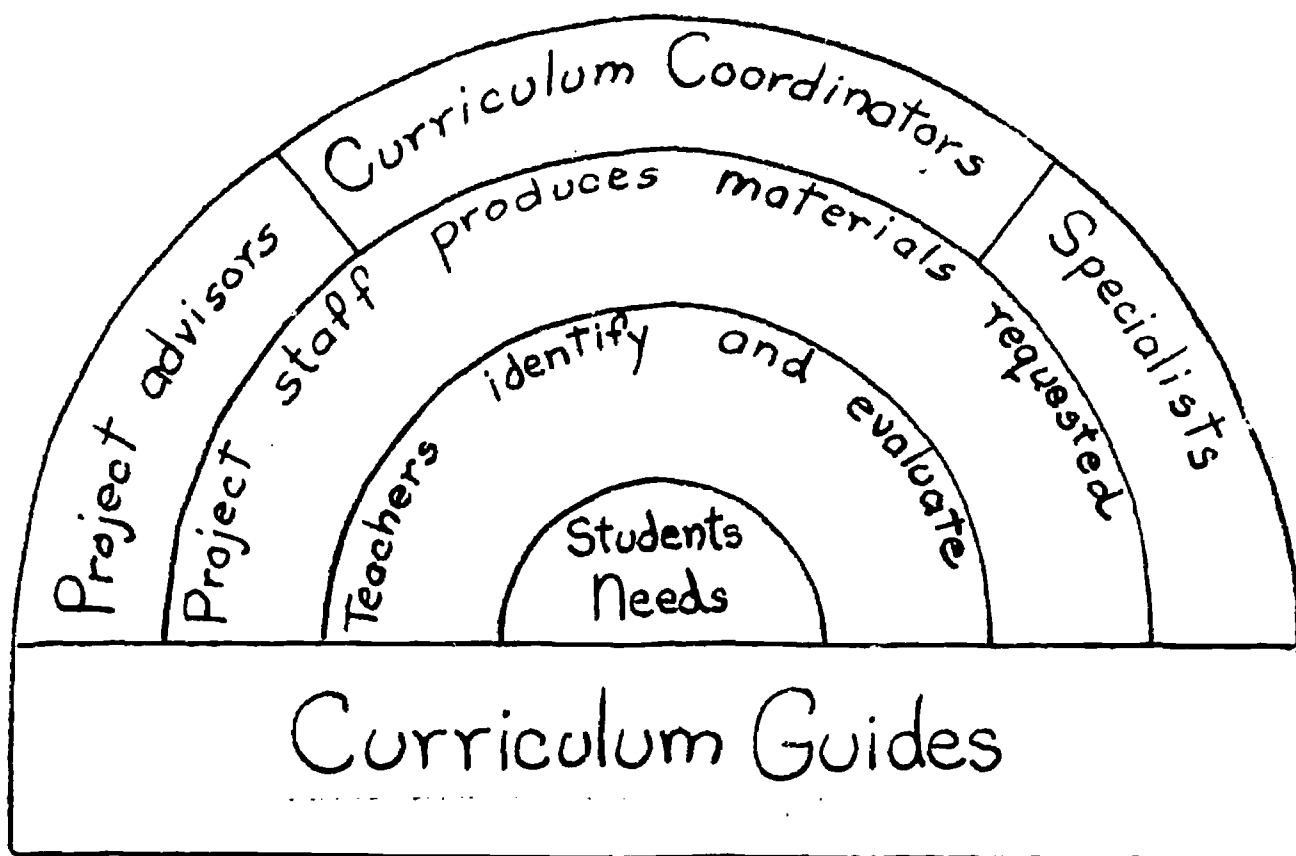 Project advisors
Curriculum Coordinators
Specialists
Project staff produces materials requested
Teachers identify and evaluate
Students
Needs
Curriculum Guides